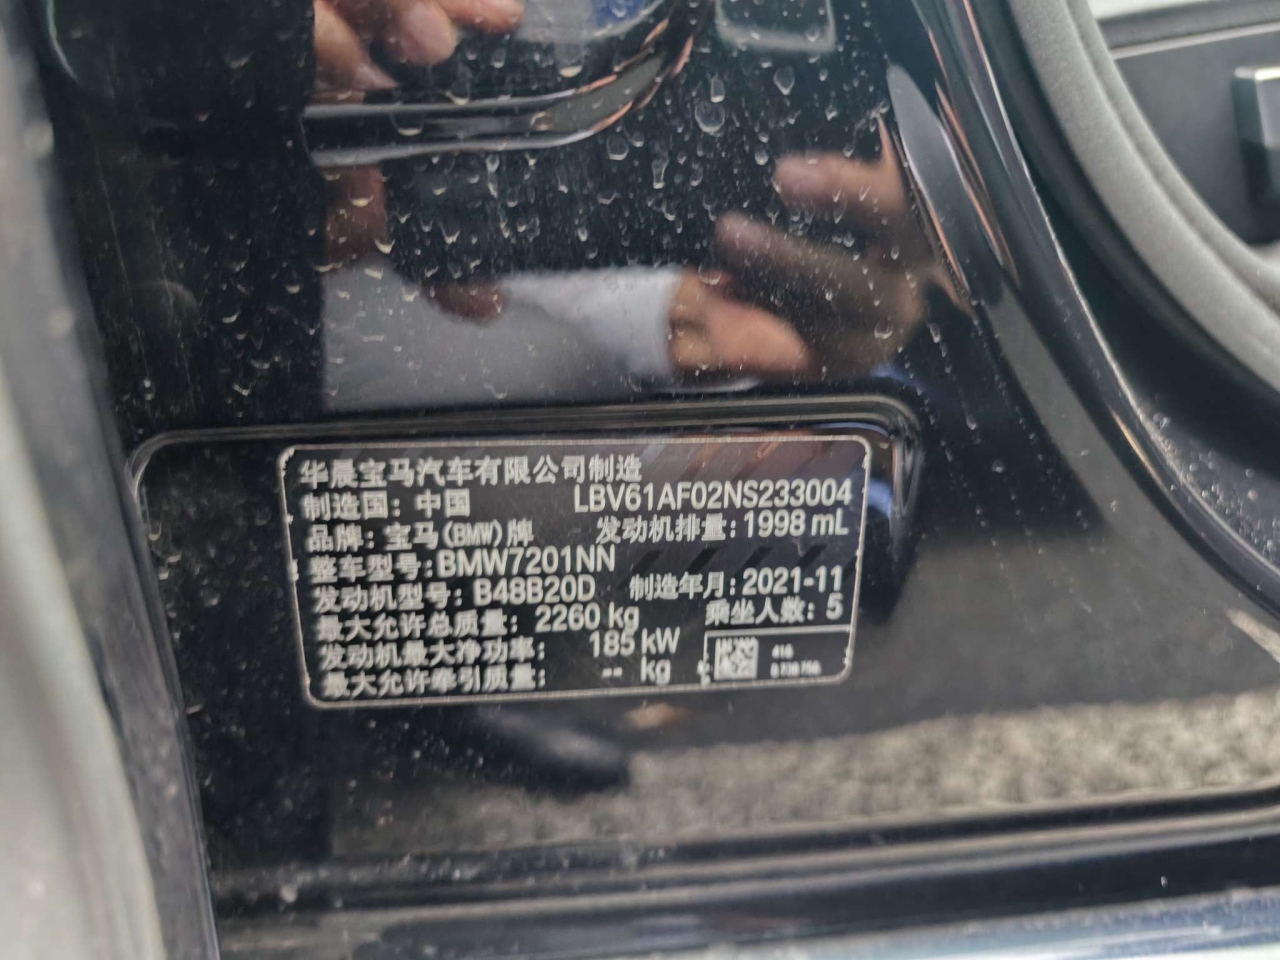 华晨宝马汽车有限公司制造
制造国：中国 LBV61AF02NS233004
品牌：宝马(BMW)牌 发动机排量：1998 mL
整车型号：BMW7201NN
发动机型号：B48B20D 制造年月：2021-11
最大允许总质量：2260 kg 乘坐人数：5
发动机最大净功率：185 kW
最大允许牵引质量：-- kg
416